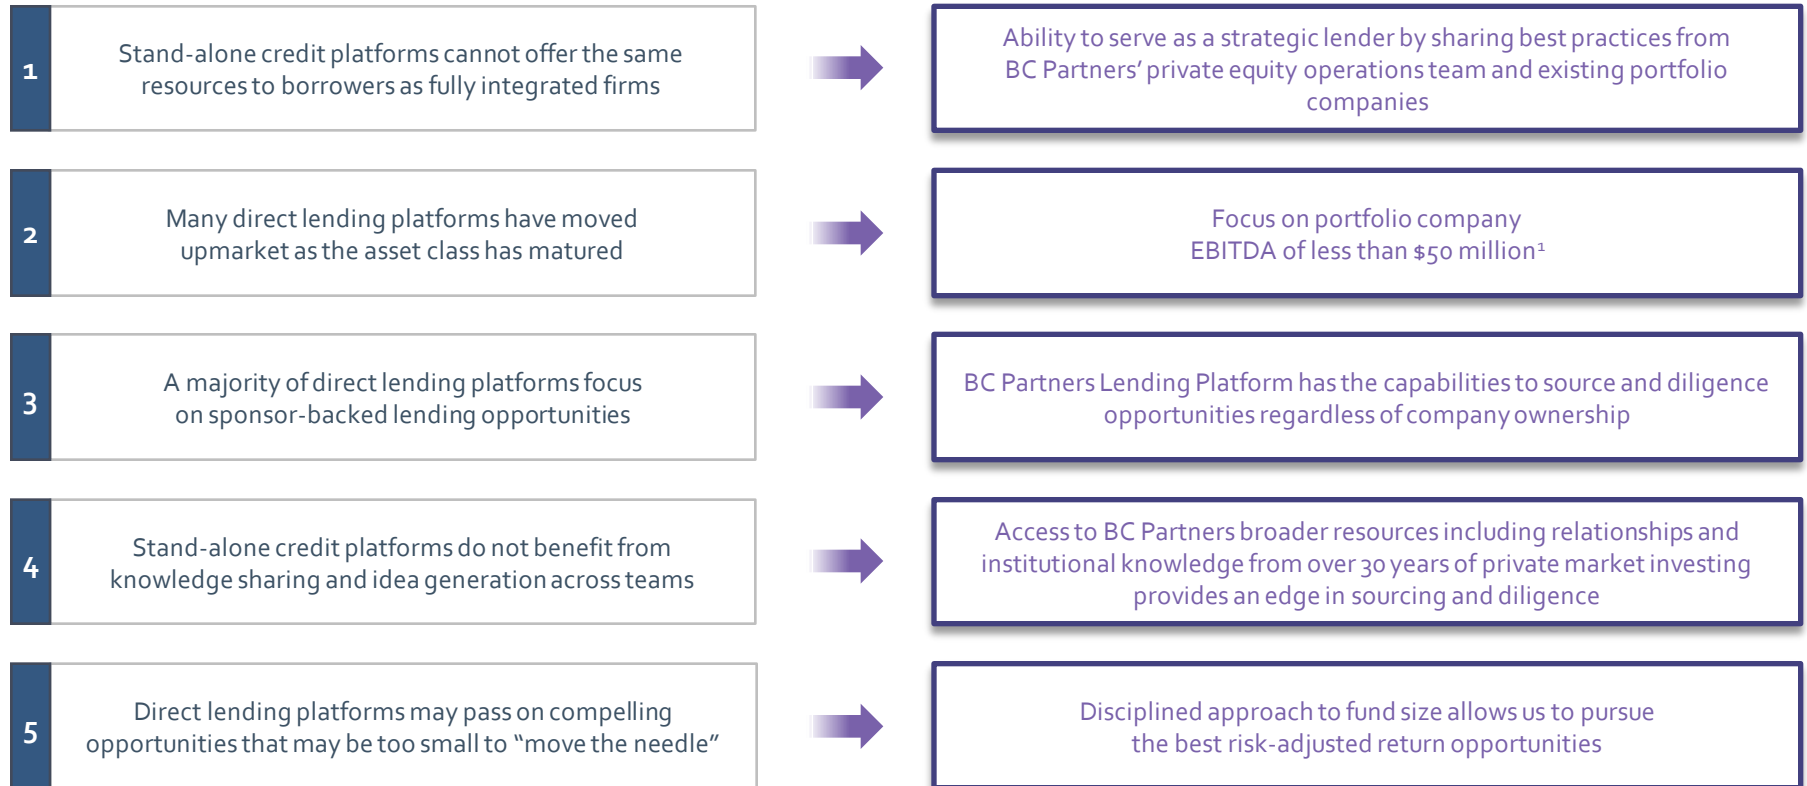 1
Stand-alone credit platforms cannot offer the same
resources to borrowers as fully integrated firms
Ability to serve as a strategic lender by sharing best practices from
BC Partners' private equity operations team and existing portfolio
companies
2
Many direct lending platforms have moved
upmarket as the asset class has matured
Focus on portfolio company
EBITDA of less than $50 million¹
3
A majority of direct lending platforms focus
on sponsor-backed lending opportunities
BC Partners Lending Platform has the capabilities to source and diligence
opportunities regardless of company ownership
4
Stand-alone credit platforms do not benefit from
knowledge sharing and idea generation across teams
Access to BC Partners broader resources including relationships and
institutional knowledge from over 30 years of private market investing
provides an edge in sourcing and diligence
5
Direct lending platforms may pass on compelling
opportunities that may be too small to “move the needle”
Disciplined approach to fund size allows us to pursue
the best risk-adjusted return opportunities